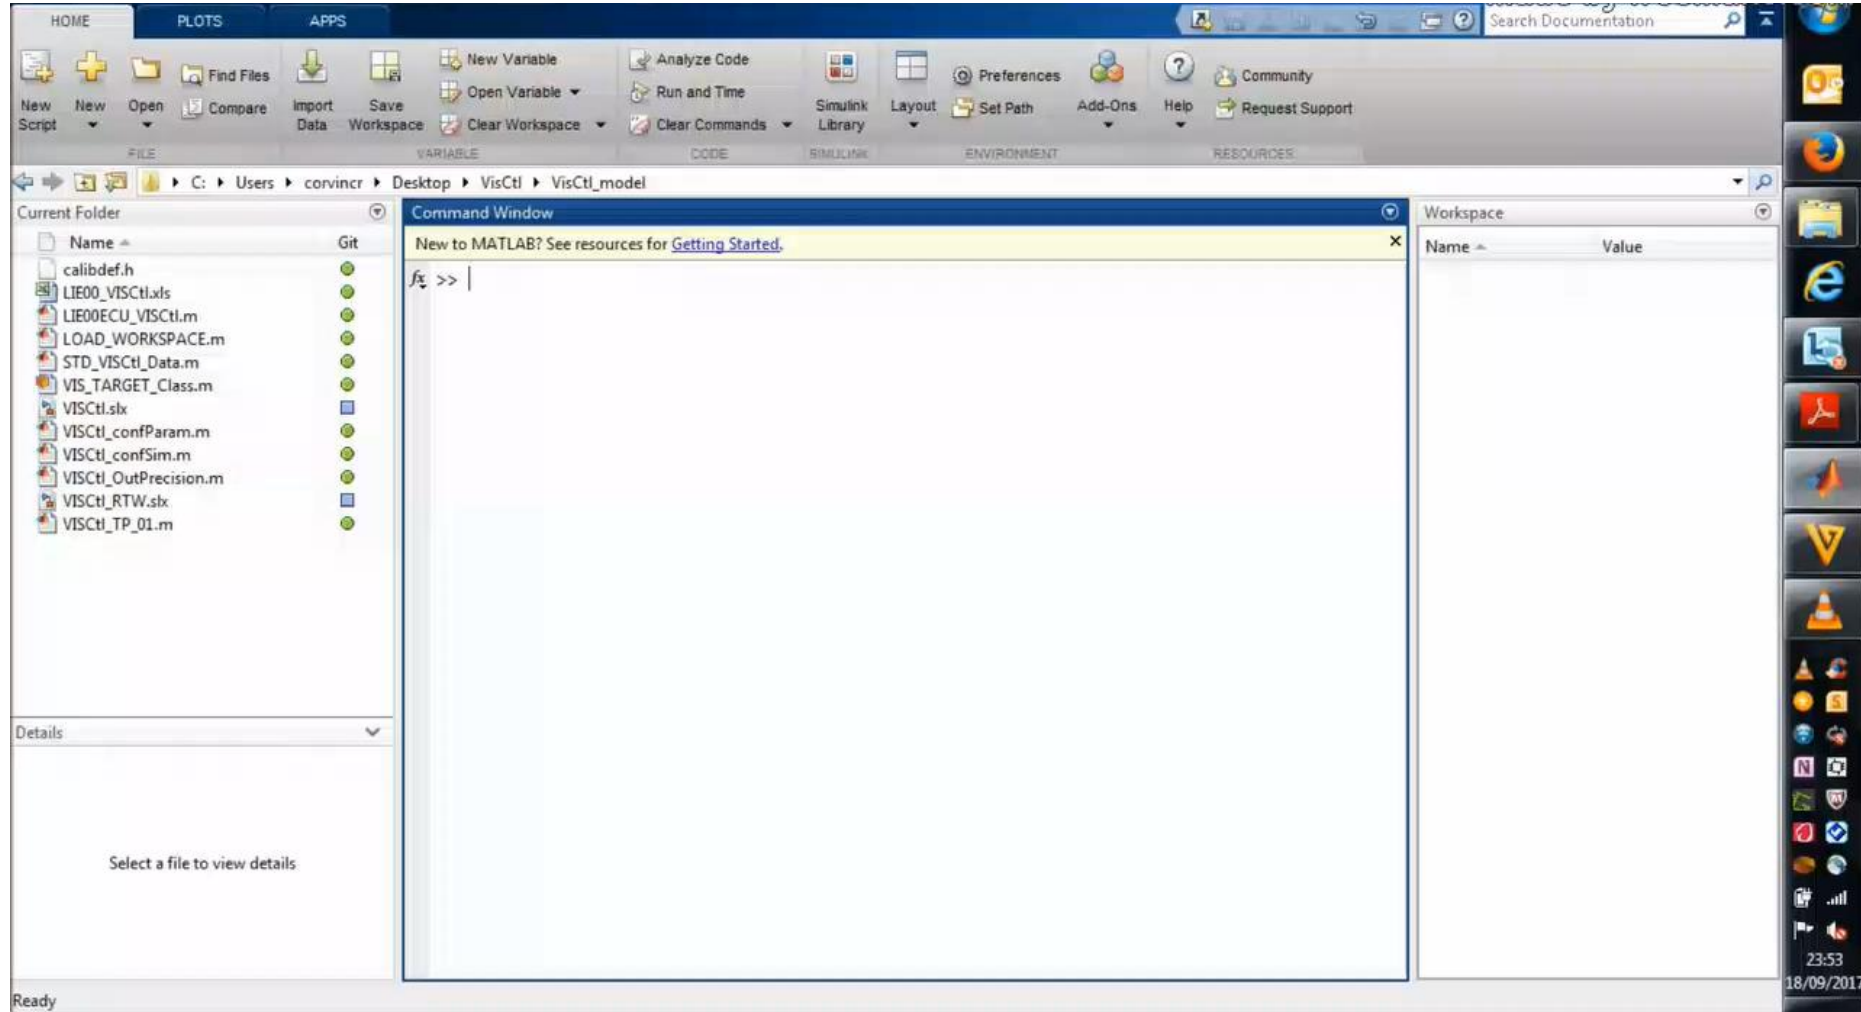 HOME PLOTS APPS
Search Documentation
New Script
New
Open
Find Files
Compare
Import Data
Save Workspace
New Variable
Open Variable
Clear Workspace
Analyze Code
Run and Time
Clear Commands
Simulink Library
Layout
Preferences
Set Path
Add-Ons
Help
Community
Request Support
FILE VARIABLE CODE SIMULINK ENVIRONMENT RESOURCES
C: Users corvincr Desktop VisCtl VisCtl_model
Current Folder
Name Git
calibdef.h
LIE00_VISCtl.xls
LIE00ECU_VISCtl.m
LOAD_WORKSPACE.m
STD_VISCtl_Data.m
VIS_TARGET_Class.m
VISCtl.slx
VISCtl_confParam.m
VISCtl_confSim.m
VISCtl_OutPrecision.m
VISCtl_RTW.slx
VISCtl_TP_01.m
Details
Select a file to view details
Ready
Command Window
New to MATLAB? See resources for Getting Started.
fx >>
Workspace
Name Value
23:53
18/09/2017